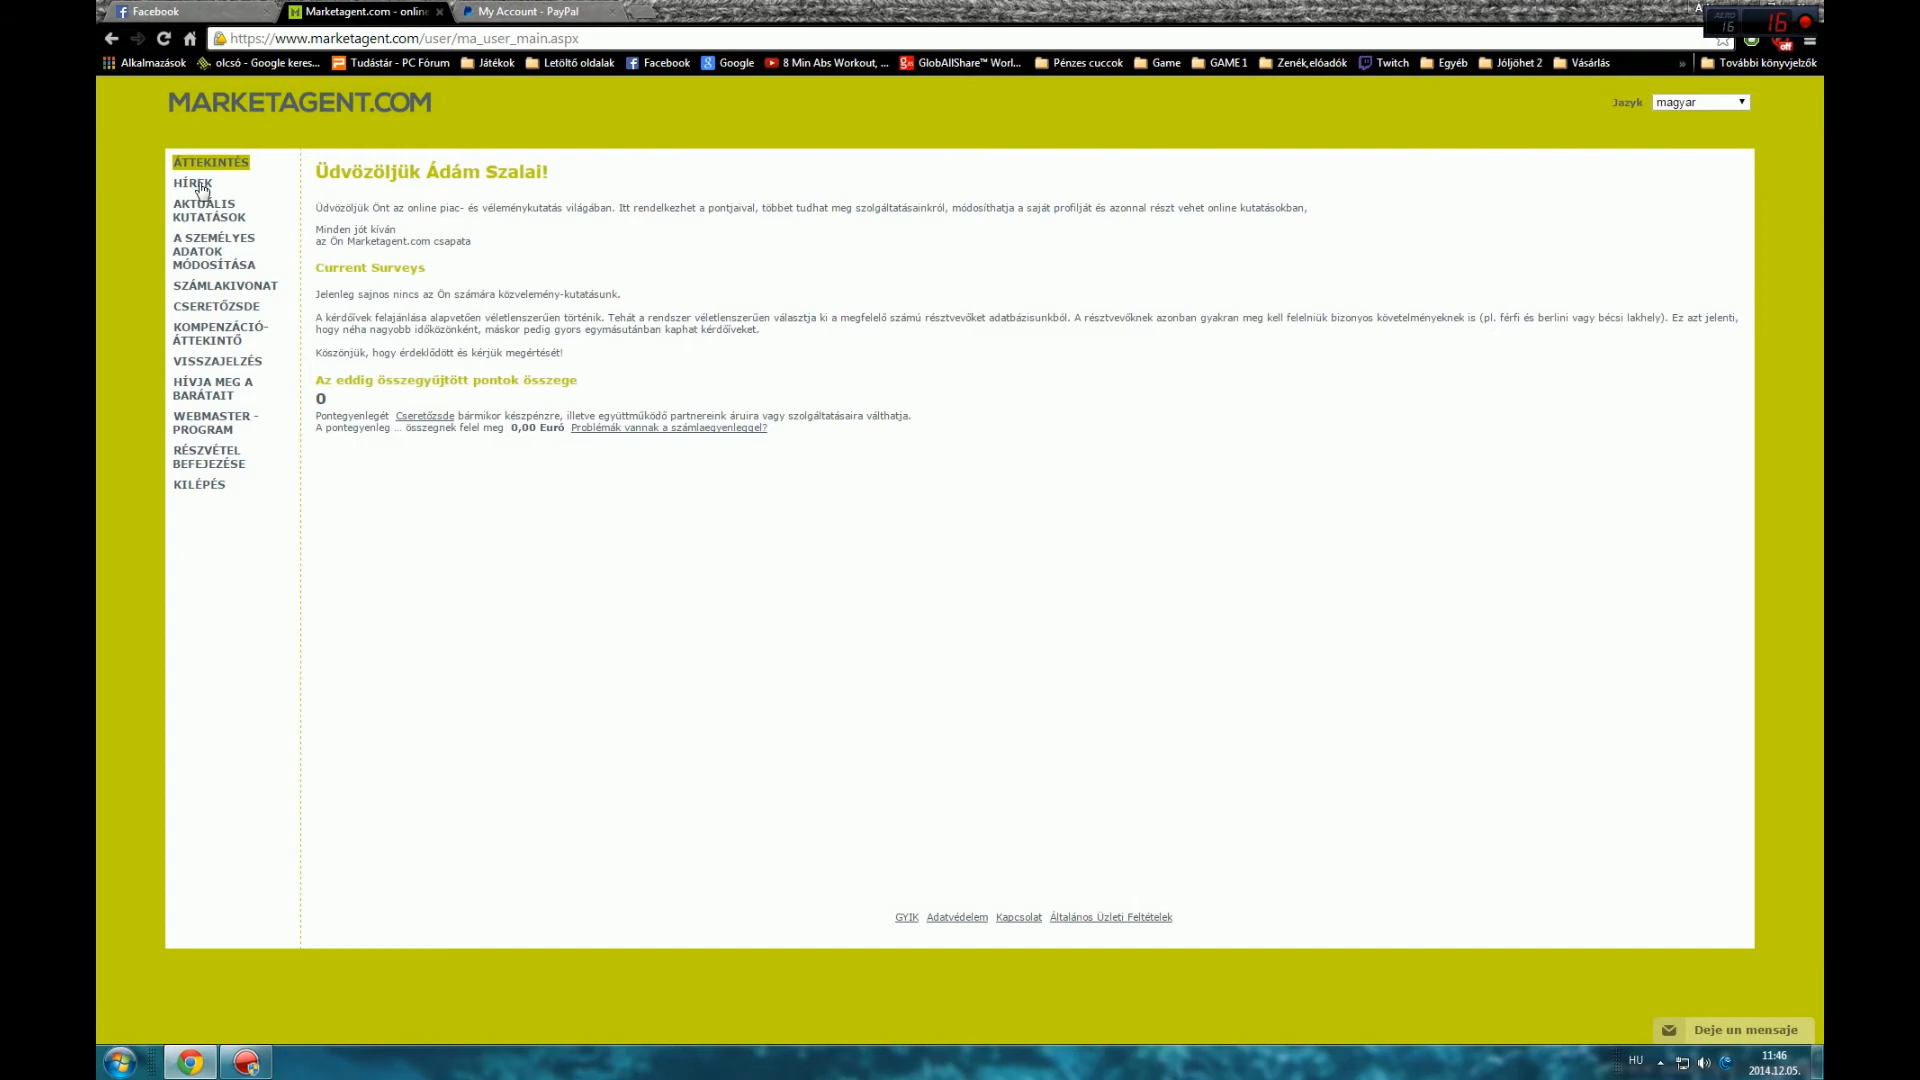 Facebook
Marketagent.com - online
My Account - PayPal
https://www.marketagent.com/user/ma_user_main.aspx
Alkalmazások
olcsó - Google keres...
Tudástár - PC Fórum
Játékok
Letöltő oldalak
Facebook
Google
8 Min Abs Workout, ...
GlobAllShare™ Worl...
Pénzes cuccok
Game
GAME 1
Zenék,előadók
Twitch
Egyéb
Jöljöhet 2
Vásárlás
»
További könyvjelzők
AERO
16
16
off
MARKETAGENT.COM
Jazyk
magyar
ÁTTEKINTÉS
HÍREK
AKTUÁLIS
KUTATÁSOK
A SZEMÉLYES
ADATOK
MÓDOSÍTÁSA
SZÁMLAKIVONAT
CSERETŐZSDE
KOMPENZÁCIÓ-
ÁTTEKINTŐ
VISSZAJELZÉS
HÍVJA MEG A
BARÁTAIT
WEBMASTER -
PROGRAM
RÉSZVÉTEL
BEFEJEZÉSE
KILÉPÉS
Üdvözöljük Ádám Szalai!
Üdvözöljük Önt az online piac- és véleménykutatás világában. Itt rendelkezhet a pontjaival, többet tudhat meg szolgáltatásainkról, módosíthatja a saját profilját és azonnal részt vehet online kutatásokban,
Minden jót kíván
az Ön Marketagent.com csapata
Current Surveys
Jelenleg sajnos nincs az Ön számára közvelemény-kutatásunk.
A kérdőívek felajánlása alapvetően véletlenszerűen történik. Tehát a rendszer véletlenszerűen választja ki a megfelelő számú résztvevőket adatbázisunkból. A résztvevőknek azonban gyakran meg kell felelniük bizonyos követelményeknek is (pl. férfi és berlini vagy bécsi lakhely). Ez azt jelenti,
hogy néha nagyobb időközönként, máskor pedig gyors egymásutánban kaphat kérdőíveket.
Köszönjük, hogy érdeklődött és kérjük megértését!
Az eddig összegyűjtött pontok összege
0
Pontegyenlegét Cseretőzsde bármikor készpénzre, illetve együttműködő partnereink áruira vagy szolgáltatásaira válthatja.
A pontegyenleg ... összegnek felel meg 0,00 Euró Problémák vannak a számlaegyenleggel?
GYIK Adatvédelem Kapcsolat Általános Üzleti Feltételek
Deje un mensaje
HU
11:46
2014.12.05.